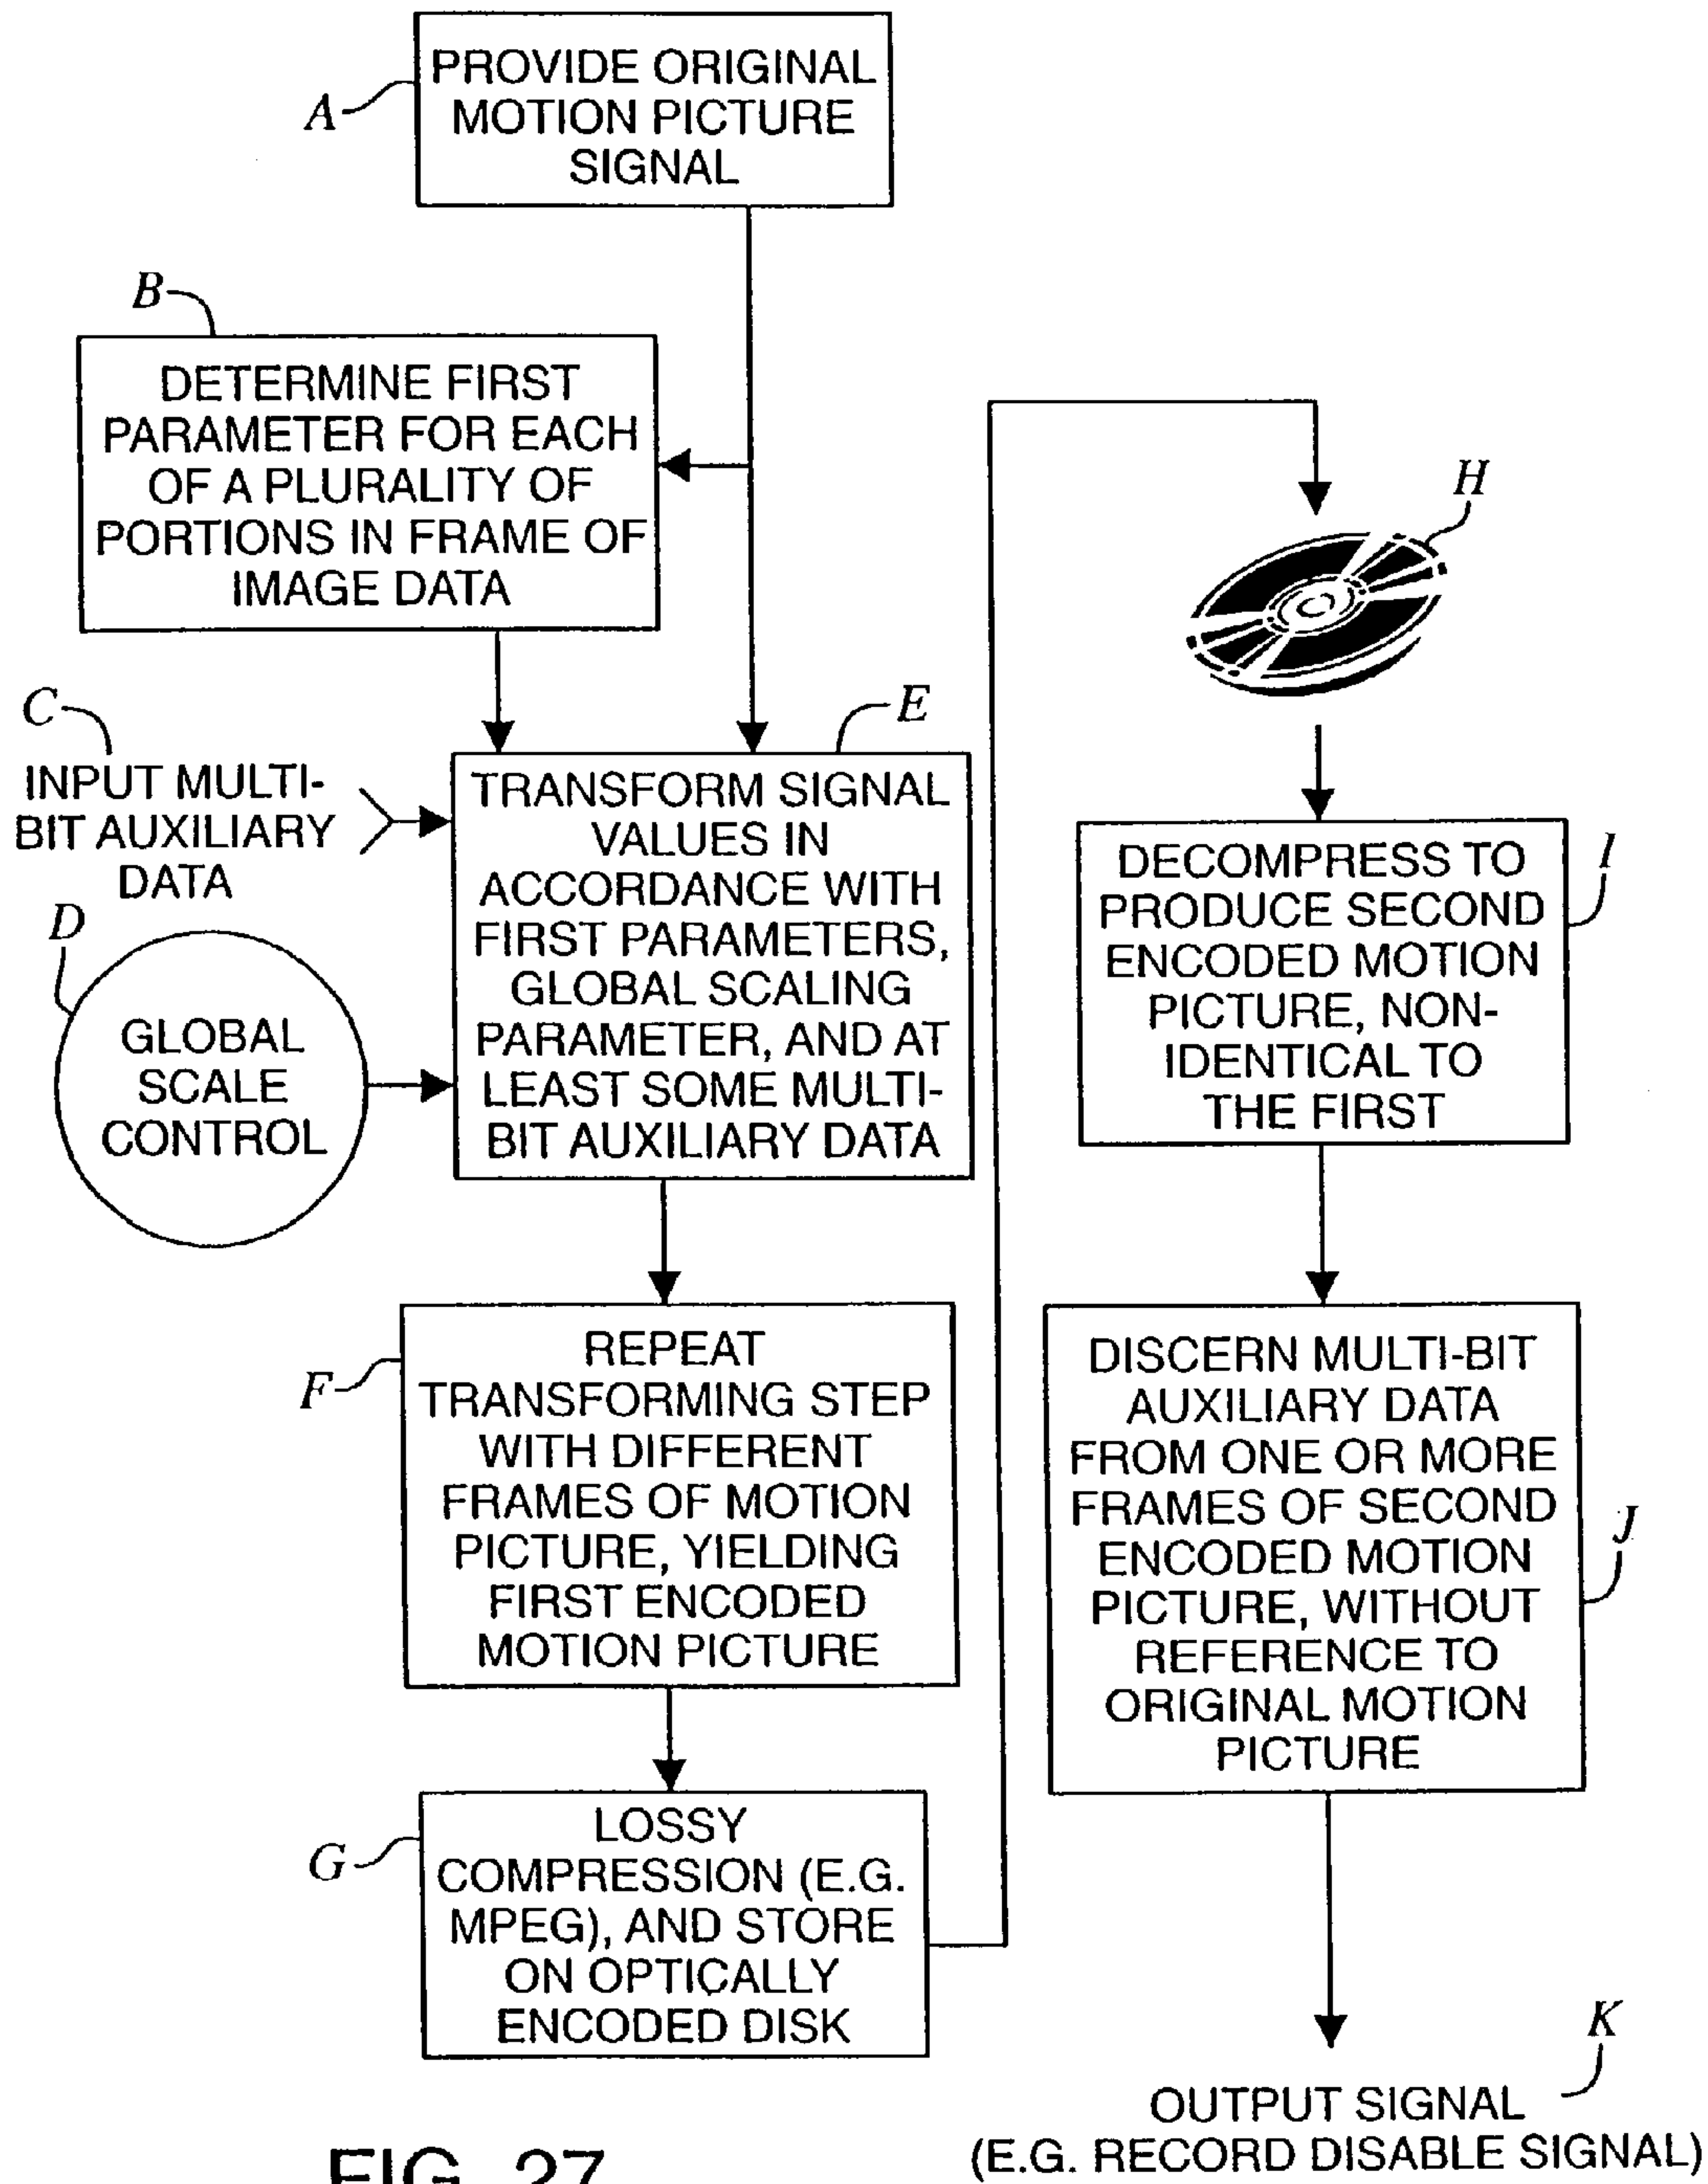 A
PROVIDE ORIGINAL
MOTION PICTURE
SIGNAL
B
DETERMINE FIRST
PARAMETER FOR EACH
OF A PLURALITY OF
PORTIONS IN FRAME OF
IMAGE DATA
C
INPUT MULTI-
BIT AUXILIARY
DATA
D
GLOBAL
SCALE
CONTROL
E
TRANSFORM SIGNAL
VALUES IN
ACCORDANCE WITH
FIRST PARAMETERS,
GLOBAL SCALING
PARAMETER, AND AT
LEAST SOME MULTI-
BIT AUXILIARY DATA
F
REPEAT
TRANSFORMING STEP
WITH DIFFERENT
FRAMES OF MOTION
PICTURE, YIELDING
FIRST ENCODED
MOTION PICTURE
G
LOSSY
COMPRESSION (E.G.
MPEG), AND STORE
ON OPTICALLY
ENCODED DISK
H
I
DECOMPRESS TO
PRODUCE SECOND
ENCODED MOTION
PICTURE, NON-
IDENTICAL TO
THE FIRST
J
DISCERN MULTI-BIT
AUXILIARY DATA
FROM ONE OR MORE
FRAMES OF SECOND
ENCODED MOTION
PICTURE, WITHOUT
REFERENCE TO
ORIGINAL MOTION
PICTURE
K
OUTPUT SIGNAL
(E.G. RECORD DISABLE SIGNAL)
FIG. 27